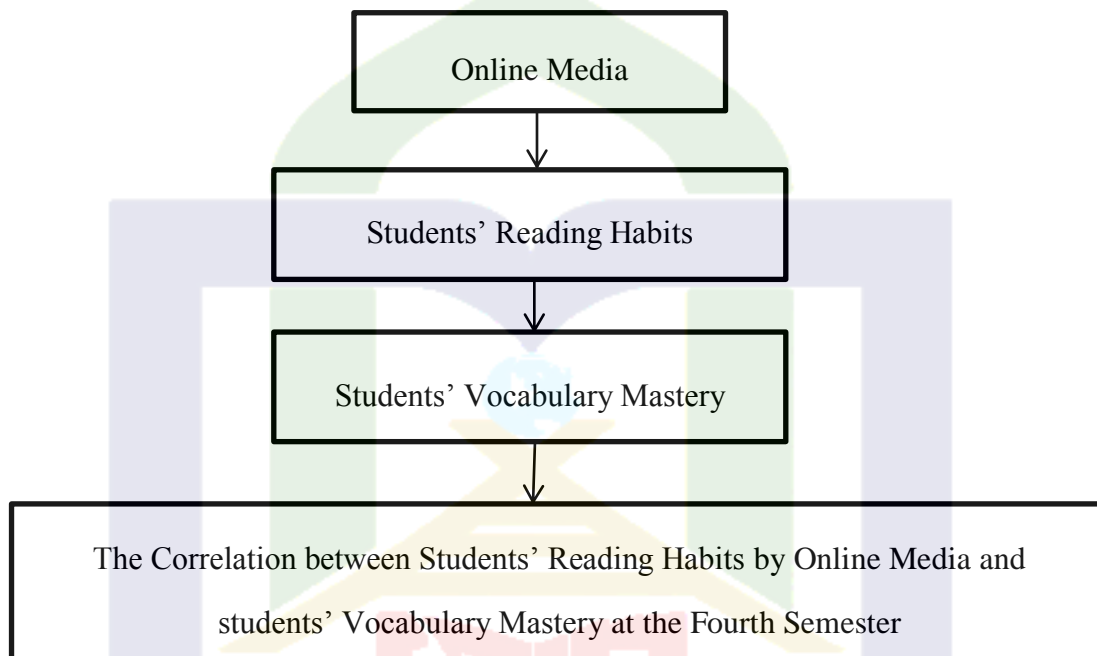 Online Media
Students’ Reading Habits
Students’ Vocabulary Mastery
The Correlation between Students’ Reading Habits by Online Media and
students’ Vocabulary Mastery at the Fourth Semester